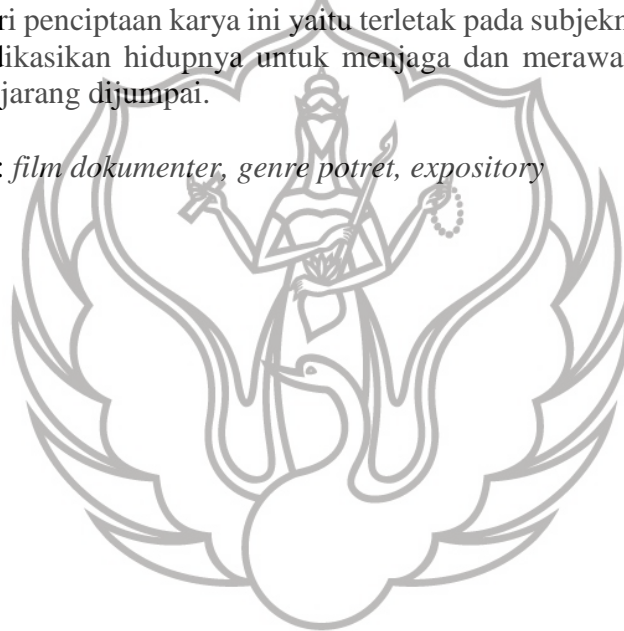 ri penciptaan karya ini yaitu terletak pada subjekn
likasikan hidupnya untuk menjaga dan merawa
jarang dijumpai.
: film dokumenter, genre potret, expository